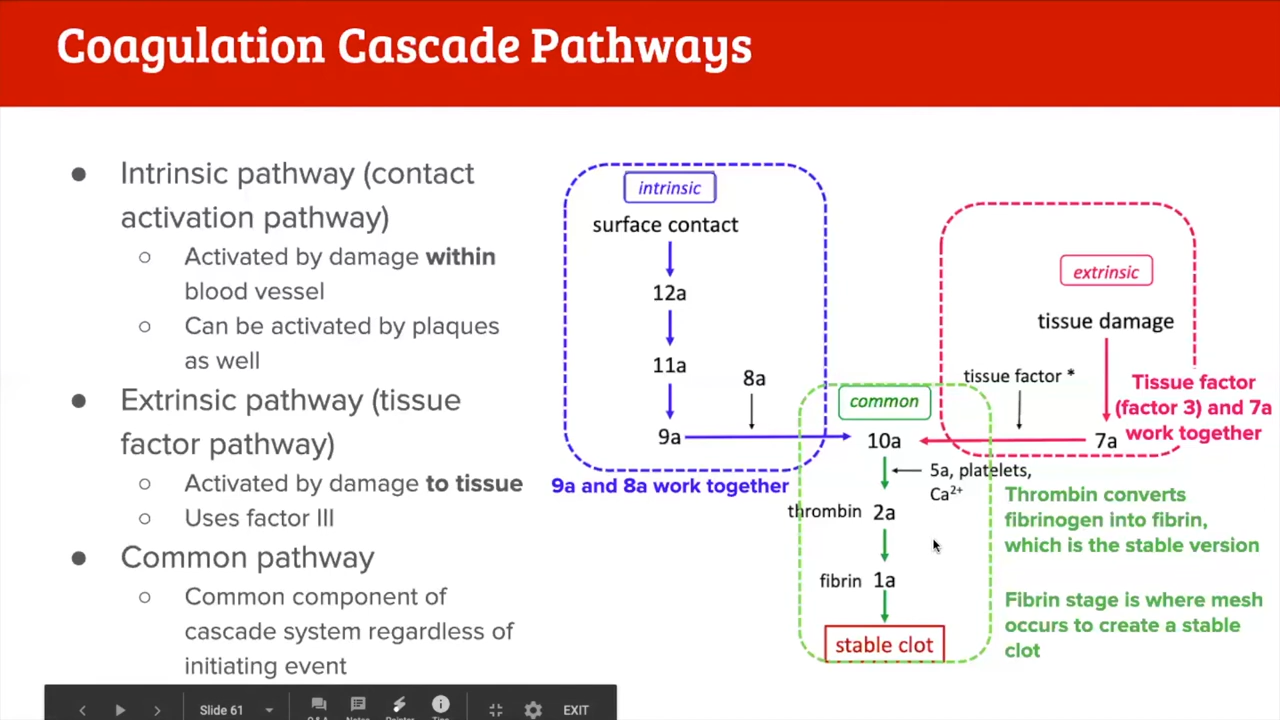 Coagulation Cascade Pathways
● Intrinsic pathway (contact
activation pathway)
○ Activated by damage within
blood vessel
○ Can be activated by plaques
as well
● Extrinsic pathway (tissue
factor pathway)
○ Activated by damage to tissue
○ Uses factor III
● Common pathway
○ Common component of
cascade system regardless of
initiating event
intrinsic
surface contact
12a
11a
8a
9a
9a and 8a work together
extrinsic
tissue damage
tissue factor *
7a
Tissue factor
(factor 3) and 7a
work together
common
10a
5a, platelets,
Ca²⁺
thrombin 2a
fibrin 1a
stable clot
Thrombin converts
fibrinogen into fibrin,
which is the stable version
Fibrin stage is where mesh
occurs to create a stable
clot
Slide 61
EXIT